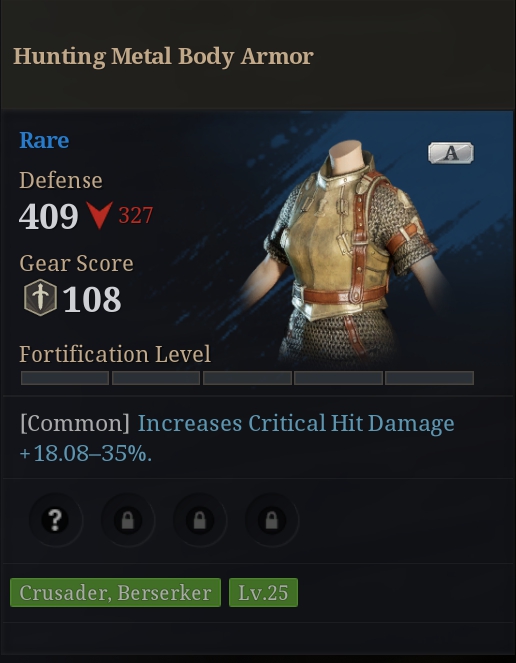 Hunting Metal Body Armor
Rare
A
Defense
409 327
Gear Score
108
Fortification Level
[Common] Increases Critical Hit Damage
+18.08–35%.
?
Crusader, Berserker Lv.25